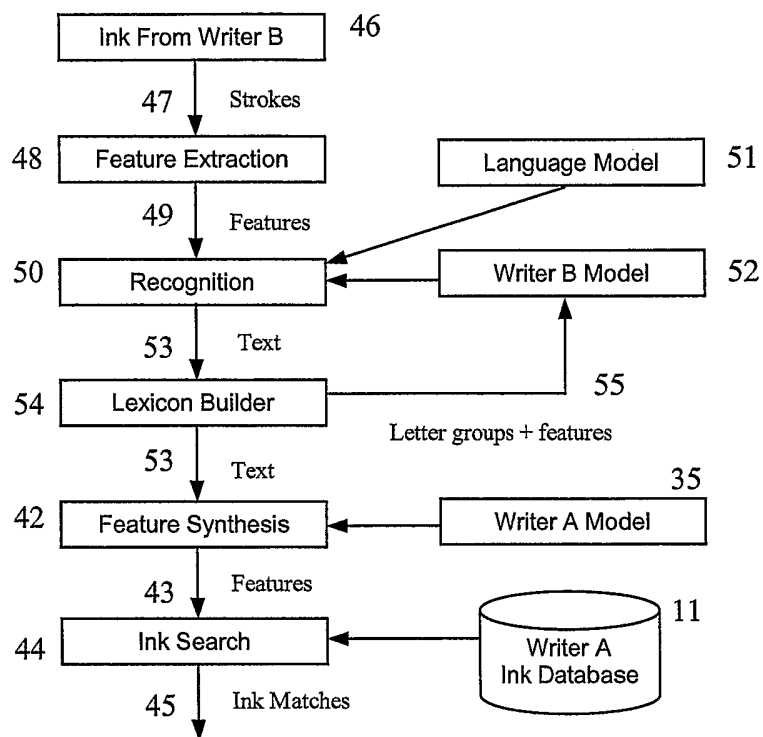 Ink From Writer B 46
47 Strokes
48 Feature Extraction
Language Model 51
49 Features
50 Recognition
Writer B Model 52
53 Text
54 Lexicon Builder
55
Letter groups + features
53 Text
35
42 Feature Synthesis
Writer A Model
43 Features
11
44 Ink Search
Writer A
Ink Database
45 Ink Matches